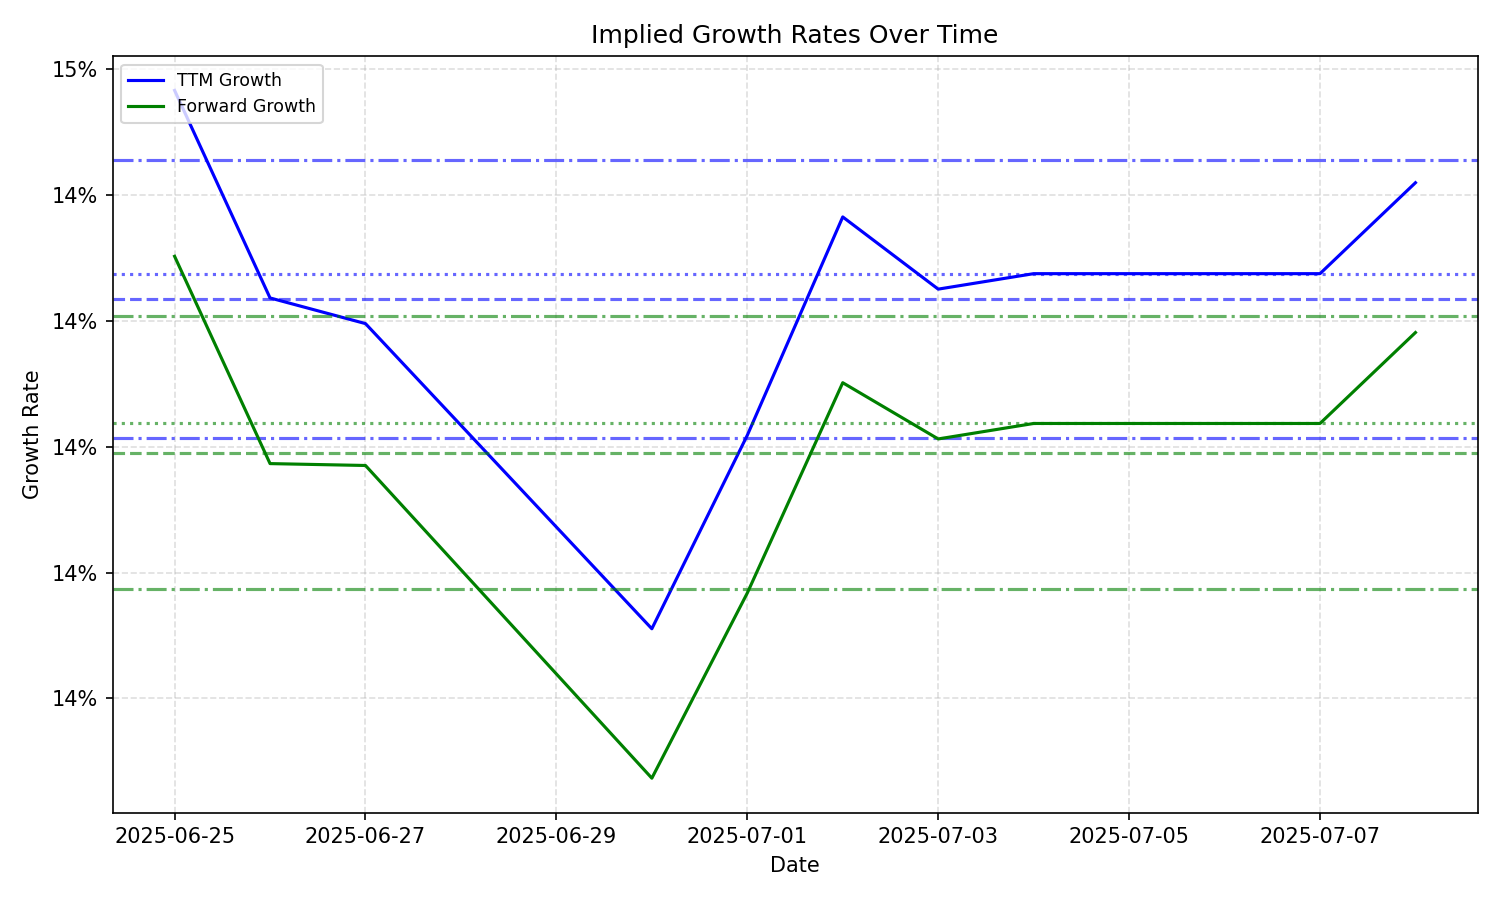 Implied Growth Rates Over Time
15%
14%
14%
14%
14%
14%
Growth Rate
TTM Growth
Forward Growth
2025-06-25
2025-06-27
2025-06-29
2025-07-01
2025-07-03
2025-07-05
2025-07-07
Date